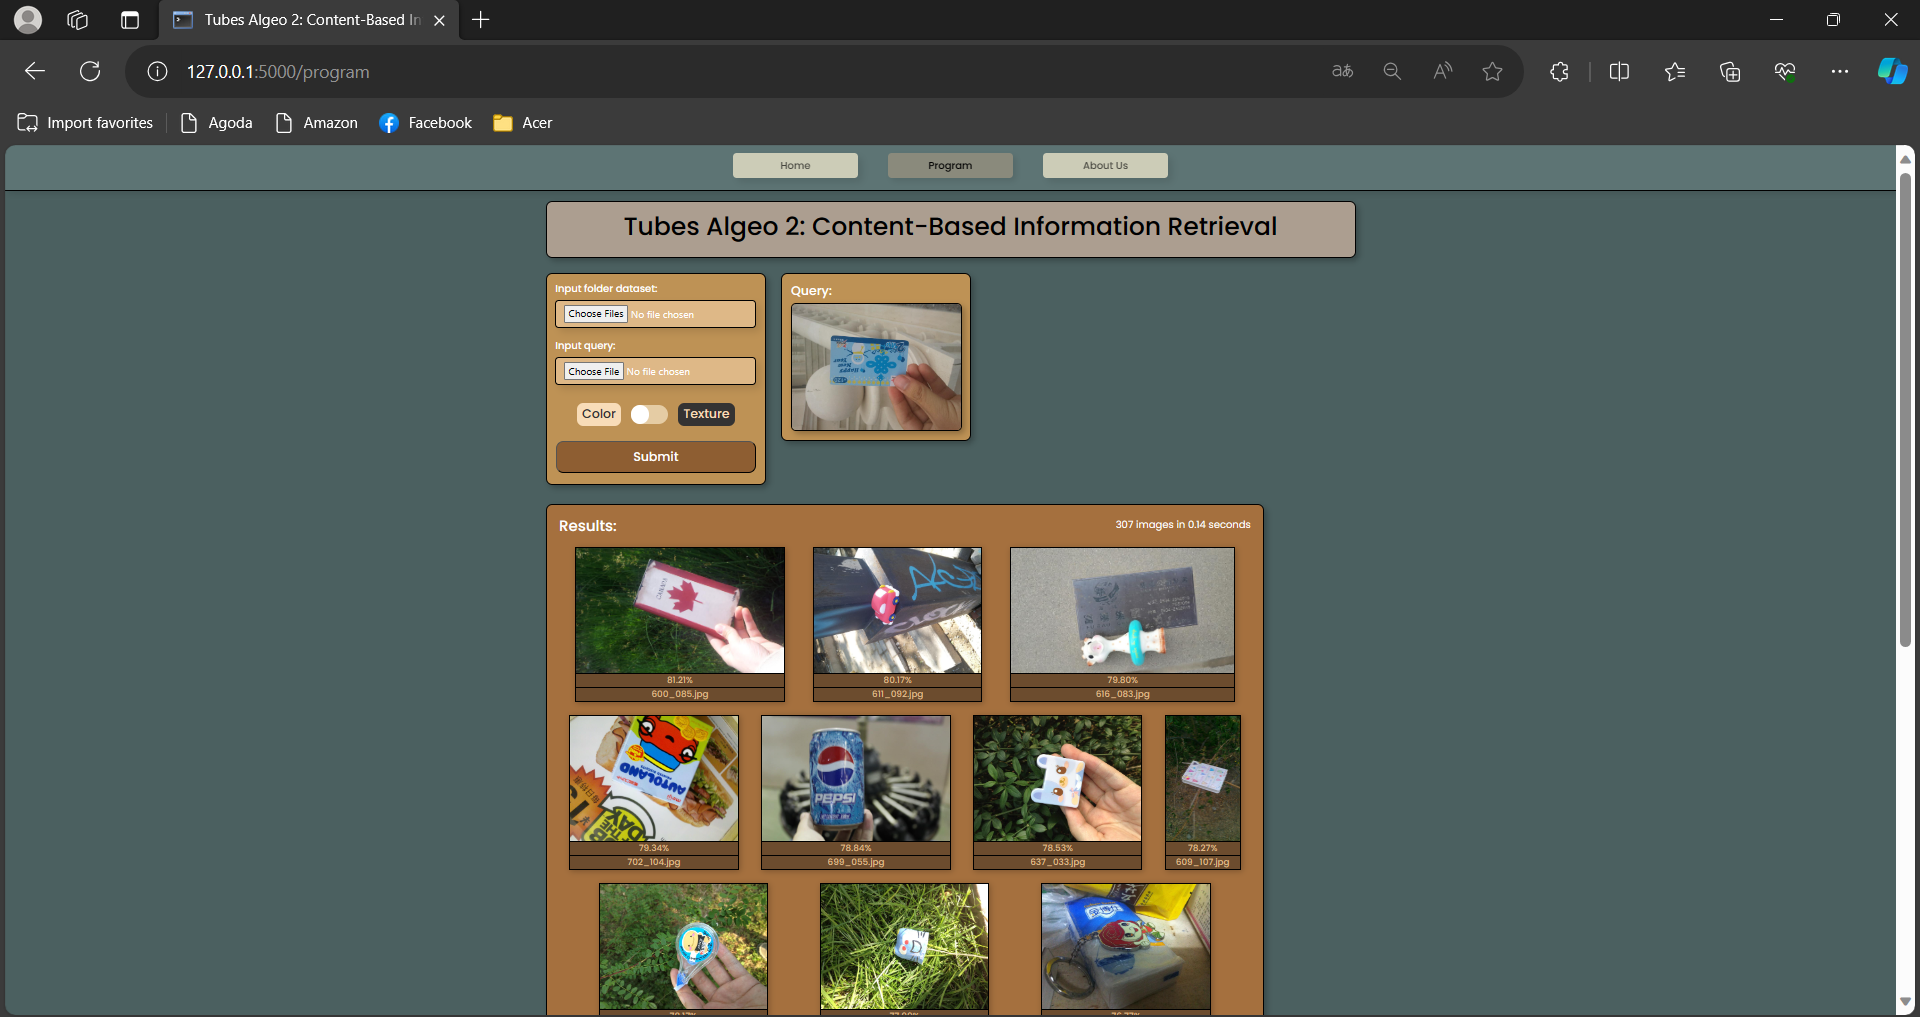 Tubes Algeo 2: Content-Based In
127.0.0.1:5000/program
Import favorites
Agoda
Amazon
Facebook
Acer
Home
Program
About Us
Tubes Algeo 2: Content-Based Information Retrieval
Input folder dataset:
Choose Files No file chosen
Input query:
Choose File No file chosen
Color
Texture
Submit
Query:
Results:
307 images in 0.14 seconds
CANADA
81.21%
600_085.jpg
80.17%
611_092.jpg
79.80%
616_083.jpg
AUTOLAND
THE
79.34%
702_104.jpg
PEPSI
78.84%
699_055.jpg
78.53%
637_033.jpg
78.27%
609_107.jpg